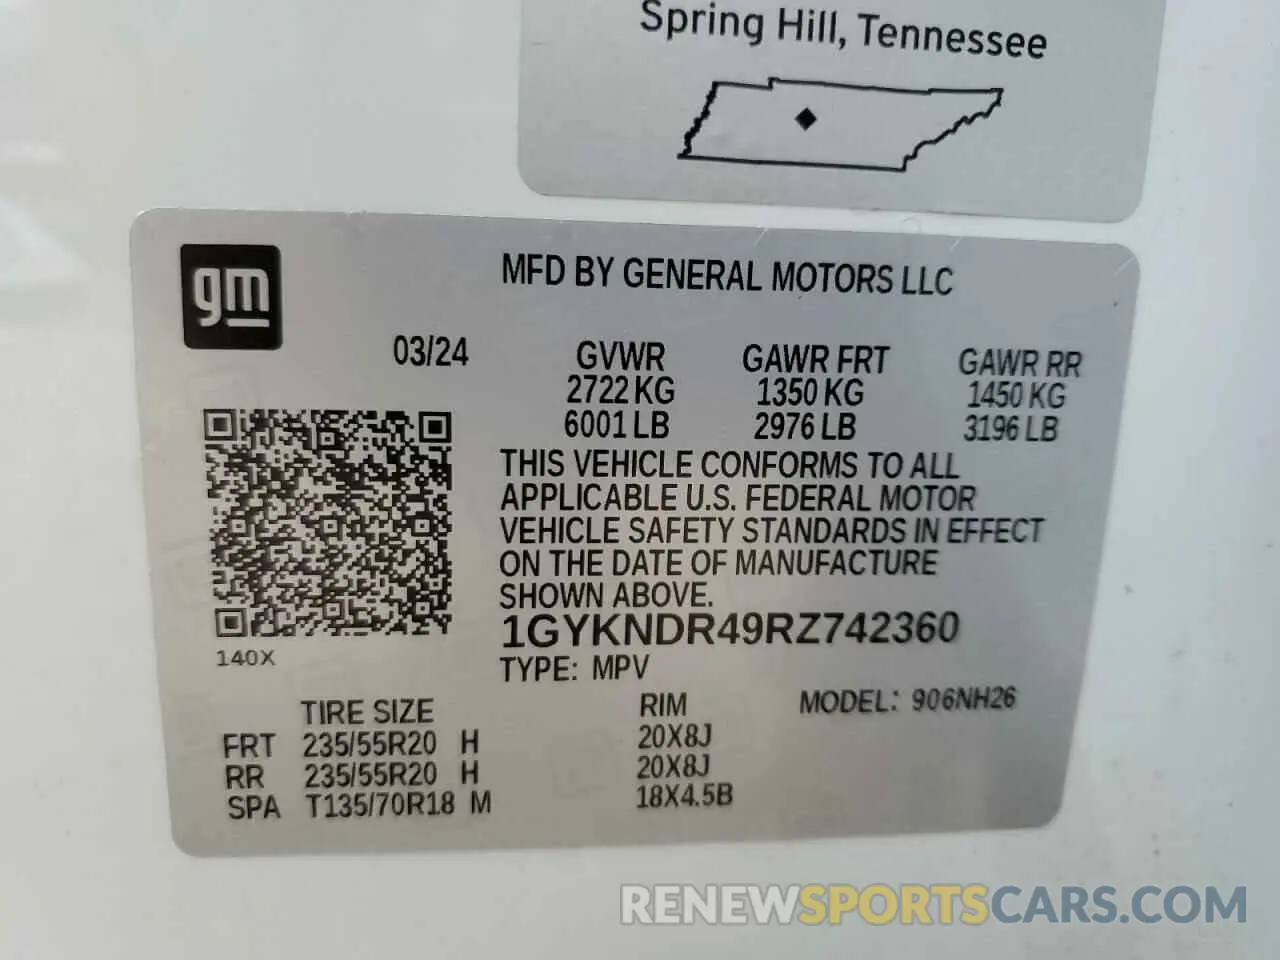 Spring Hill, Tennessee
gm
MFD BY GENERAL MOTORS LLC
03/24 GVWR GAWR FRT GAWR RR
2722 KG 1350 KG 1450 KG
6001 LB 2976 LB 3196 LB
THIS VEHICLE CONFORMS TO ALL
APPLICABLE U.S. FEDERAL MOTOR
VEHICLE SAFETY STANDARDS IN EFFECT
ON THE DATE OF MANUFACTURE
SHOWN ABOVE.
1GYKNDR49RZ742360
140X
TYPE: MPV
TIRE SIZE RIM MODEL: 906NH26
FRT 235/55R20 H 20X8J
RR 235/55R20 H 20X8J
SPA T135/70R18 M 18X4.5B
RENEWSPORTSCARS.COM